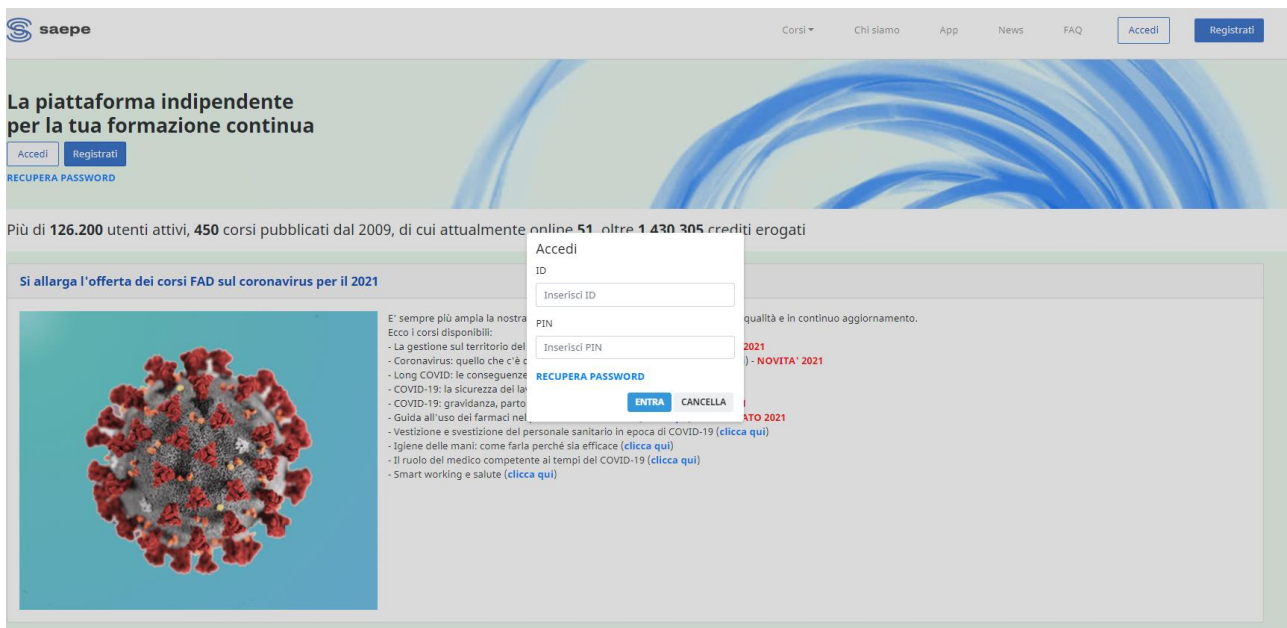 saepe
Corsi
Chi siamo
App
News
FAQ
Accedi
Registrati
La piattaforma indipendente
per la tua formazione continua
Accedi
Registrati
RECUPERA PASSWORD
Più di 126.200 utenti attivi, 450 corsi pubblicati dal 2009, di cui attualmente online 51, oltre 1.430.305 crediti erogati
Si allarga l'offerta dei corsi FAD sul coronavirus per il 2021
E' sempre più ampia la nostra qualità e in continuo aggiornamento.
Ecco i corsi disponibili:
- La gestione sul territorio del 2021
- Coronavirus: quello che c'è ) - NOVITA' 2021
- Long COVID: le conseguenze
- COVID-19: la sicurezza dei
- COVID-19: gravidanza, parto
- Guida all'uso dei farmaci 2021
- Vestizione e svestizione del personale sanitario in epoca di COVID-19 (clicca qui)
- Igiene delle mani: come farla perché sia efficace (clicca qui)
- Il ruolo del medico competente ai tempi del COVID-19 (clicca qui)
- Smart working e salute (clicca qui)
Accedi
ID
Inserisci ID
PIN
Inserisci PIN
RECUPERA PASSWORD
ENTRA
CANCELLA